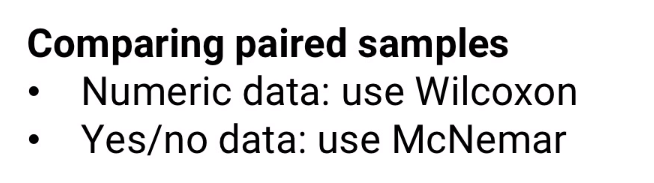 Comparing paired samples
• Numeric data: use Wilcoxon
• Yes/no data: use McNemar